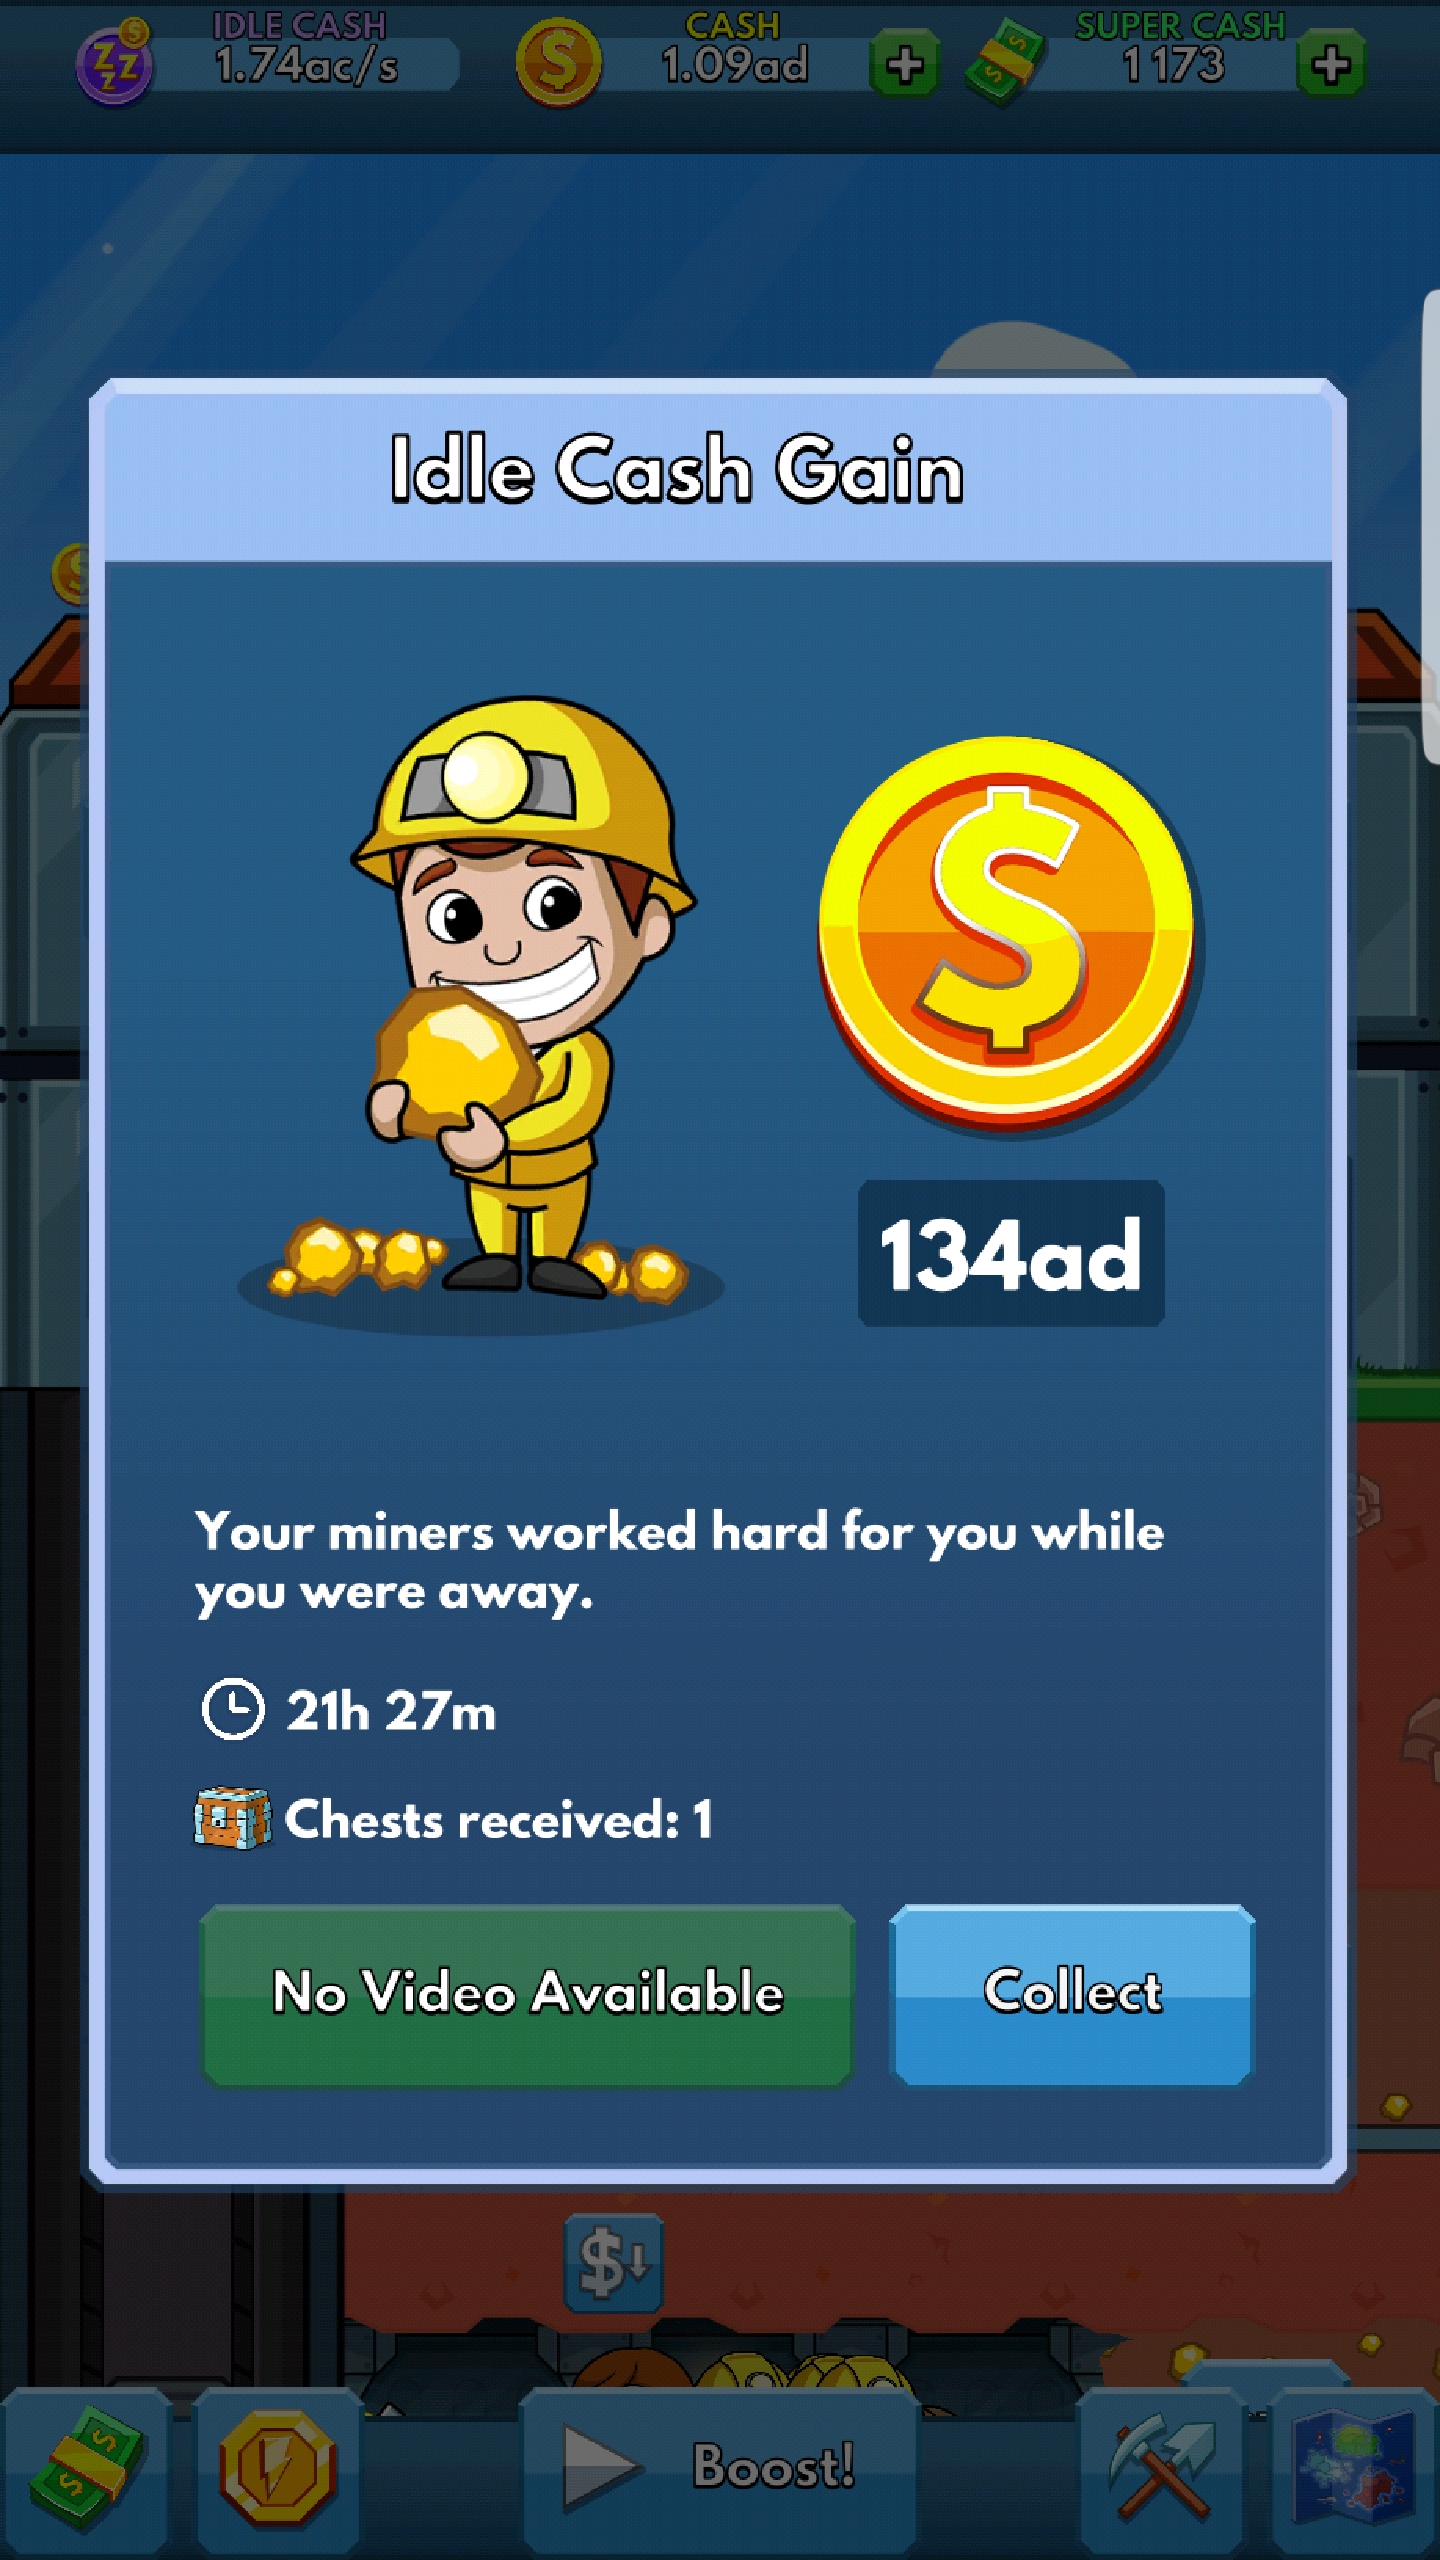 IDLE CASH
1.74ac/s
CASH
1.09ad
SUPER CASH
1 173
Idle Cash Gain
134ad
Your miners worked hard for you while
you were away.
21h 27m
Chests received: 1
No Video Available
Collect
Boost!